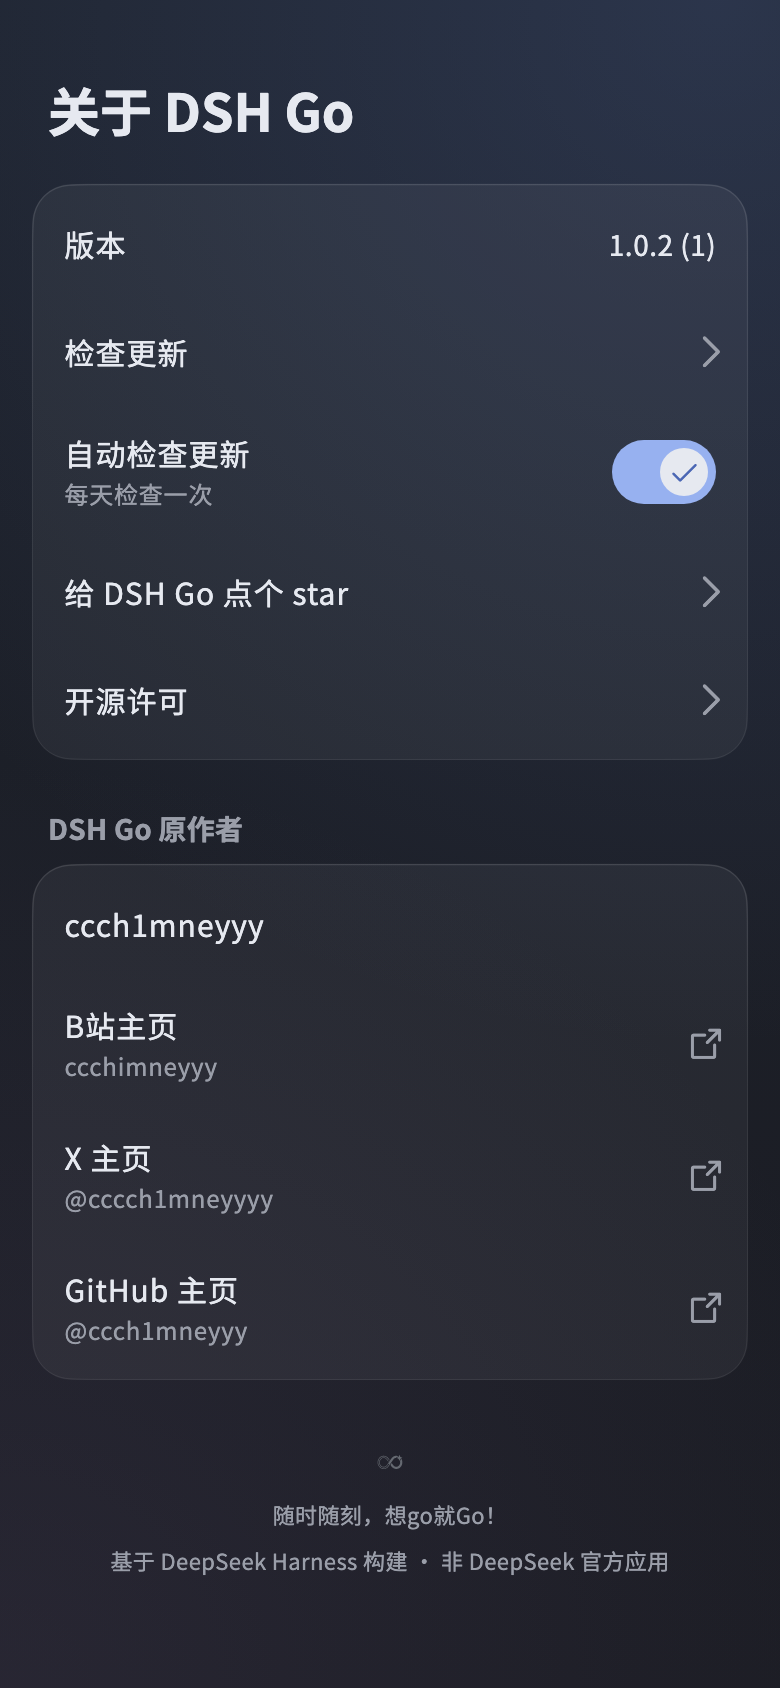 关于 DSH Go
版本
1.0.2 (1)
检查更新
自动检查更新
每天检查一次
给 DSH Go 点个 star
开源许可
DSH Go 原作者
ccch1mneyyy
B站主页
ccchimneyyy
X 主页
@cccch1mneyyyy
GitHub 主页
@ccch1mneyyy
∞
随时随刻，想go就Go！
基于 DeepSeek Harness 构建 · 非 DeepSeek 官方应用